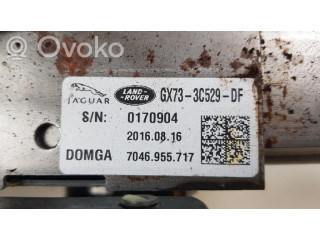 Ovoko
JAGUAR LAND-ROVER GX73-3C529-DF
S/N: 0170904
2016.08.16
DOMGA 7046.955.717